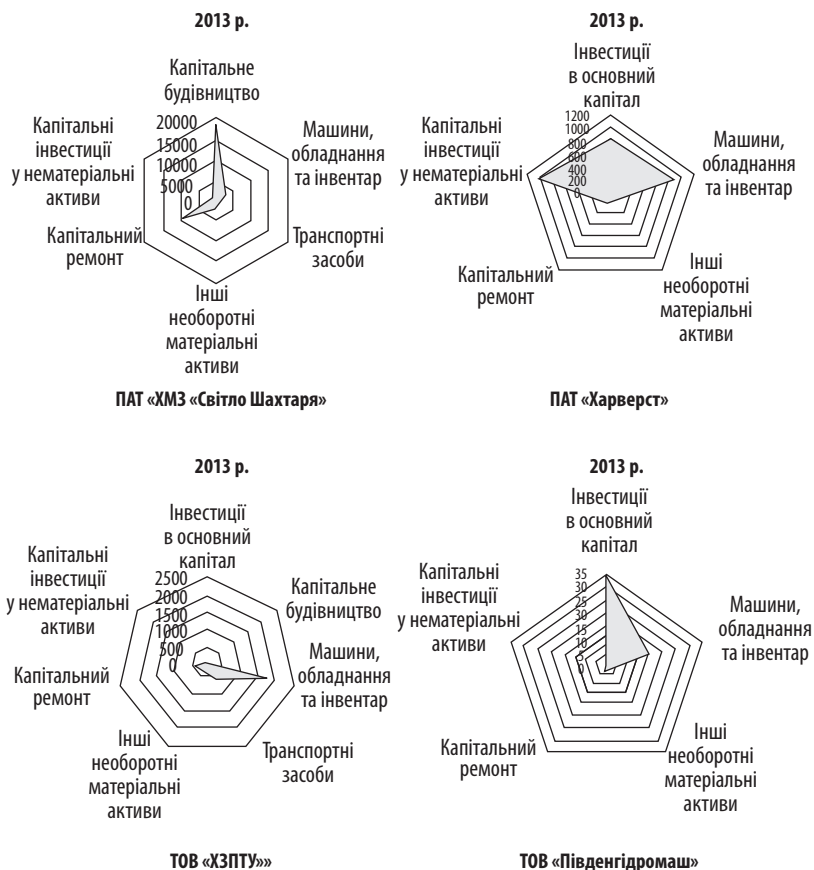 2013 р.
Капітальне
будівництво
20000
15000
10000
5000
0
Машини,
обладнання
та інвентар
Транспортні
засоби
Інші
необоротні
матеріальні
активи
Капітальний
ремонт
Капітальні
інвестиції
у нематеріальні
активи
ПАТ «ХМЗ «Світло Шахтаря»
2013 р.
Інвестиції
в основний
капітал
1200
1000
800
600
400
200
0
Машини,
обладнання
та інвентар
Інші
необоротні
матеріальні
активи
Капітальний
ремонт
Капітальні
інвестиції
у нематеріальні
активи
ПАТ «Харверст»
2013 р.
Інвестиції
в основний
капітал
2500
2000
1500
1000
500
0
Капітальне
будівництво
Машини,
обладнання
та інвентар
Транспортні
засоби
Інші
необоротні
матеріальні
активи
Капітальний
ремонт
Капітальні
інвестиції
у нематеріальні
активи
ТОВ «ХЗПТУ»»
2013 р.
Інвестиції
в основний
капітал
35
30
25
20
15
10
5
0
Машини,
обладнання
та інвентар
Інші
необоротні
матеріальні
активи
Капітальний
ремонт
Капітальні
інвестиції
у нематеріальні
активи
ТОВ «Південгідромаш»